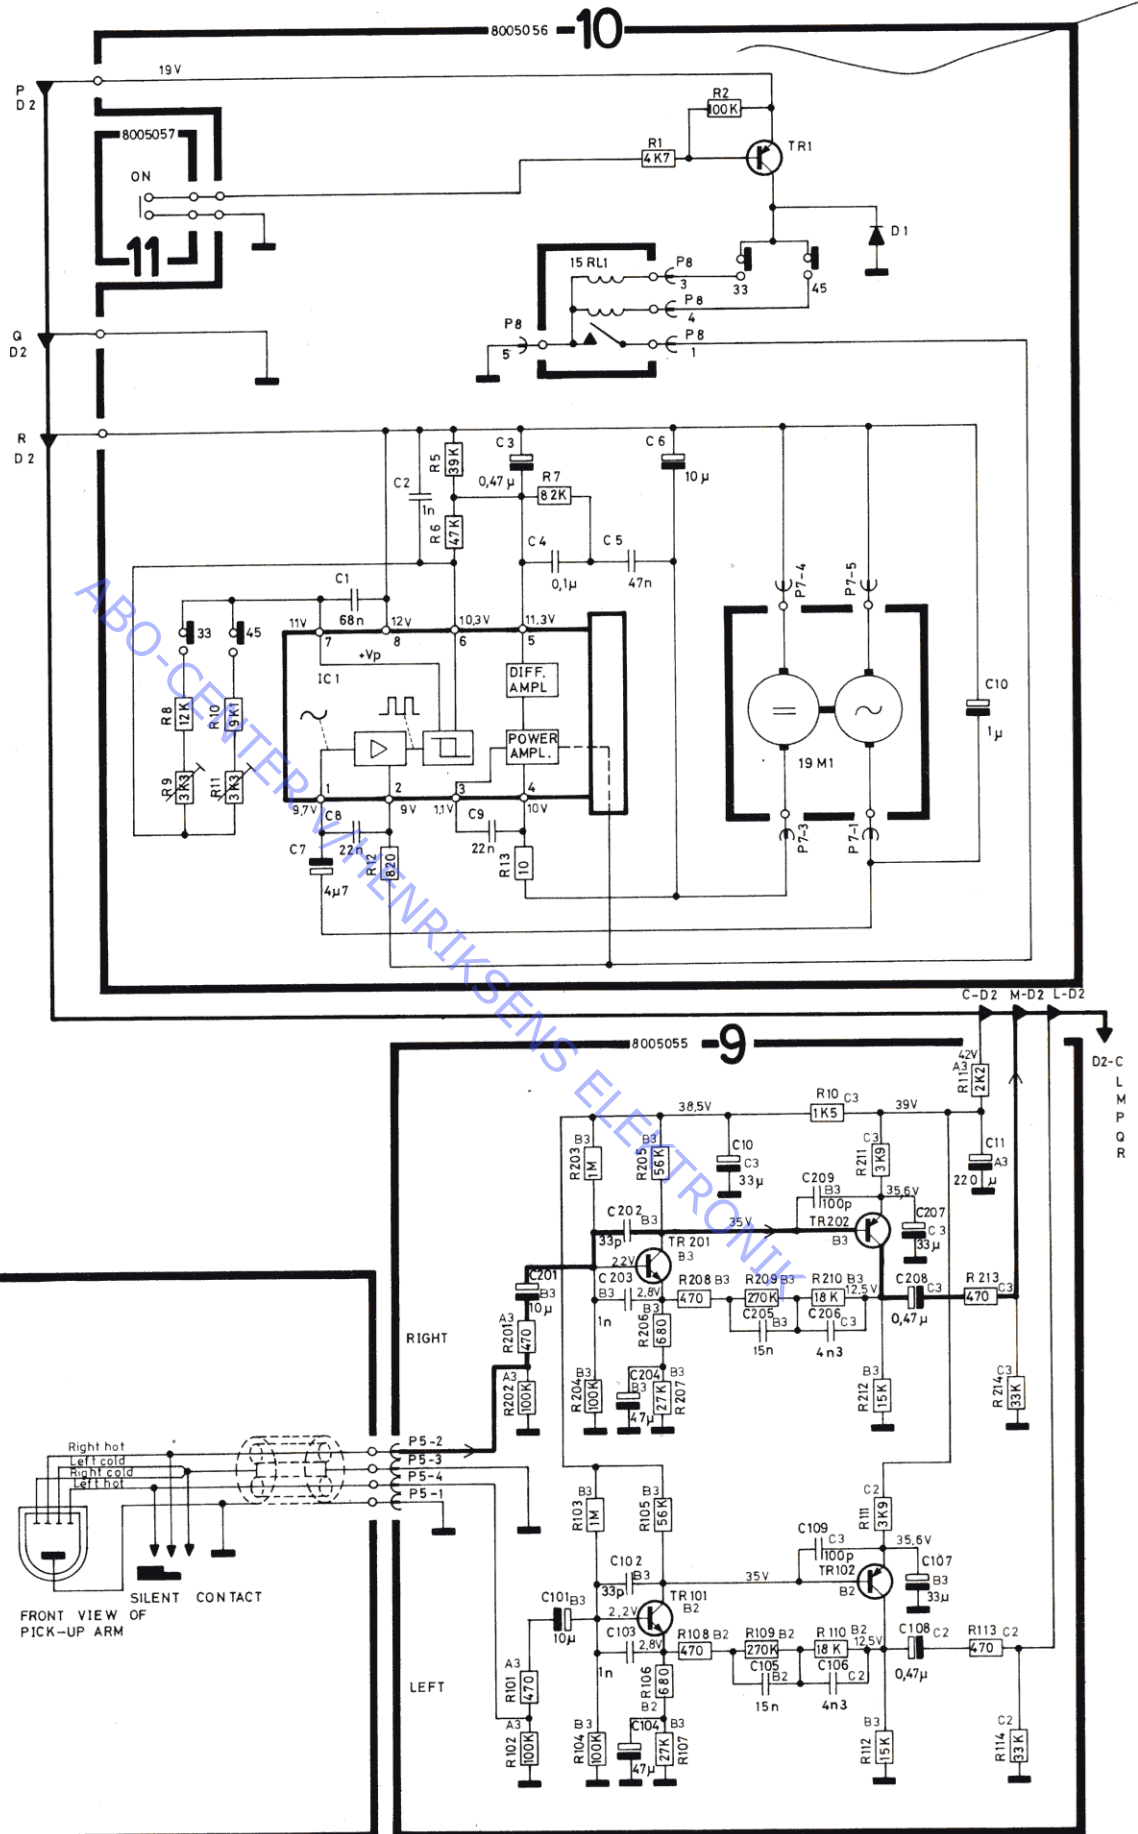 8005056 10
P
D2
19V
R2
100K
8005057
ON
R1
4K7
TR1
11
D1
15 RL1
P8
3
33
45
P8
4
Q
D2
P8
5
P8
1
R
D2
R5
39K
C3
0,47µ
C6
10µ
C2
1n
R7
82K
R6
47K
C4
0,1µ
C5
47n
P7-4
P7-5
C1
68n
33
45
11V
7
12V
8
10,3V
6
11,3V
5
+Vp
IC1
DIFF.
AMPL
R8
12K
R10
9K
C10
1µ
POWER
AMPL.
19 M1
R9
3K3
R11
3K3
1
2
3
4
9,7V
9V
1,1V
10V
C8
22n
C9
22n
P7-3
P7-1
C7
4µ7
R12
820
R13
10
C-D2 M-D2 L-D2
8005055 9
D2-C
L
M
P
Q
R
42V
A3
R11
2K2
38,5V
R10
C3
1K5
39V
B3
R203
1M
B3
R205
56K
C10
C3
33µ
C3
R211
3K9
C11
A3
220 µ
C209
B3
100p
35,6V
C202
B3
33p
35V
TR202
B3
C207
C3
33µ
TR201
B3
2,2V
C201
B3
10µ
C203
B3
1n
2,8V
R208 B3
470
R209 B3
270K
R210 B3
18K
12,5V
C208
C3
0,47µ
R213
C3
470
RIGHT
A3
R201
470
B3
R206
680
C205
B3
15n
C206
C3
4n3
A3
R202
100K
B3
R204
100K
C204
B3
47µ
B3
R207
27K
B3
R212
15K
C3
R214
33K
Right hot
Left cold
Right cold
Left hot
P5-2
P5-3
P5-4
P5-1
SILENT CONTACT
FRONT VIEW OF
PICK-UP ARM
B3
R103
1M
B3
R105
56K
C2
R111
3K9
C109
C3
100p
35,6V
C102
B3
33p
35V
TR102
B2
C107
B3
33µ
C101 B3
10µ
2,2V
TR101
B2
C103
1n
2,8V
R108 B2
470
R109 B2
270K
R110 B2
18K
12,5V
C108 C2
0,47µ
R113 C2
470
LEFT
A3
R101
470
R106
680
B2
C105
B2
15n
C106
C2
4n3
A3
R102
100K
B3
R104
100K
C104
47µ
B3
R107
27K
B3
R112
15K
C2
R114
33K
ABO-CENTER V/HENRIKSENS ELEKTRONIK